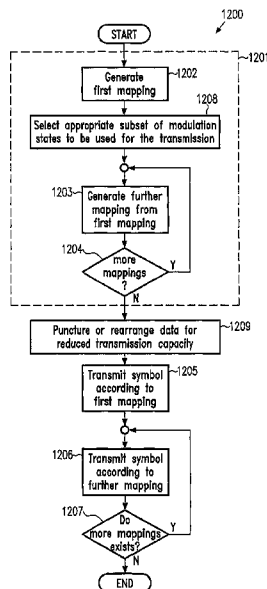 1200
START
1201
1202
Generate
first mapping
1208
Select appropriate subset of modulation
states to be used for the transmission
1203
Generate further
mapping from
first mapping
1204
more
mappings
?
Y
N
1209
Puncture or rearrange data for
reduced transmission capacity
1205
Transmit symbol
according to
first mapping
1206
Transmit symbol
according to
further mapping
1207
Do
more mappings
exists?
Y
N
END